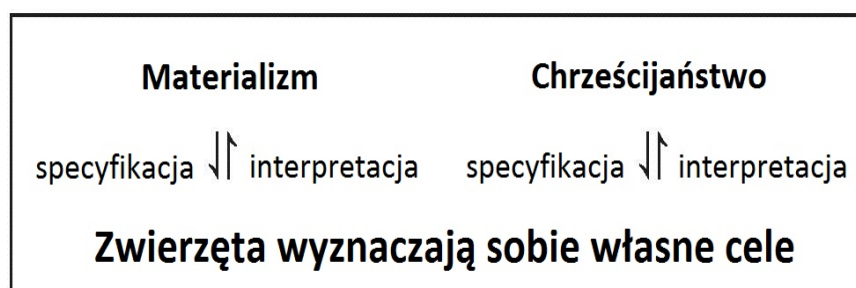 Materializm Chrześcijaństwo
specyfikacja interpretacja specyfikacja interpretacja
Zwierzęta wyznaczają sobie własne cele